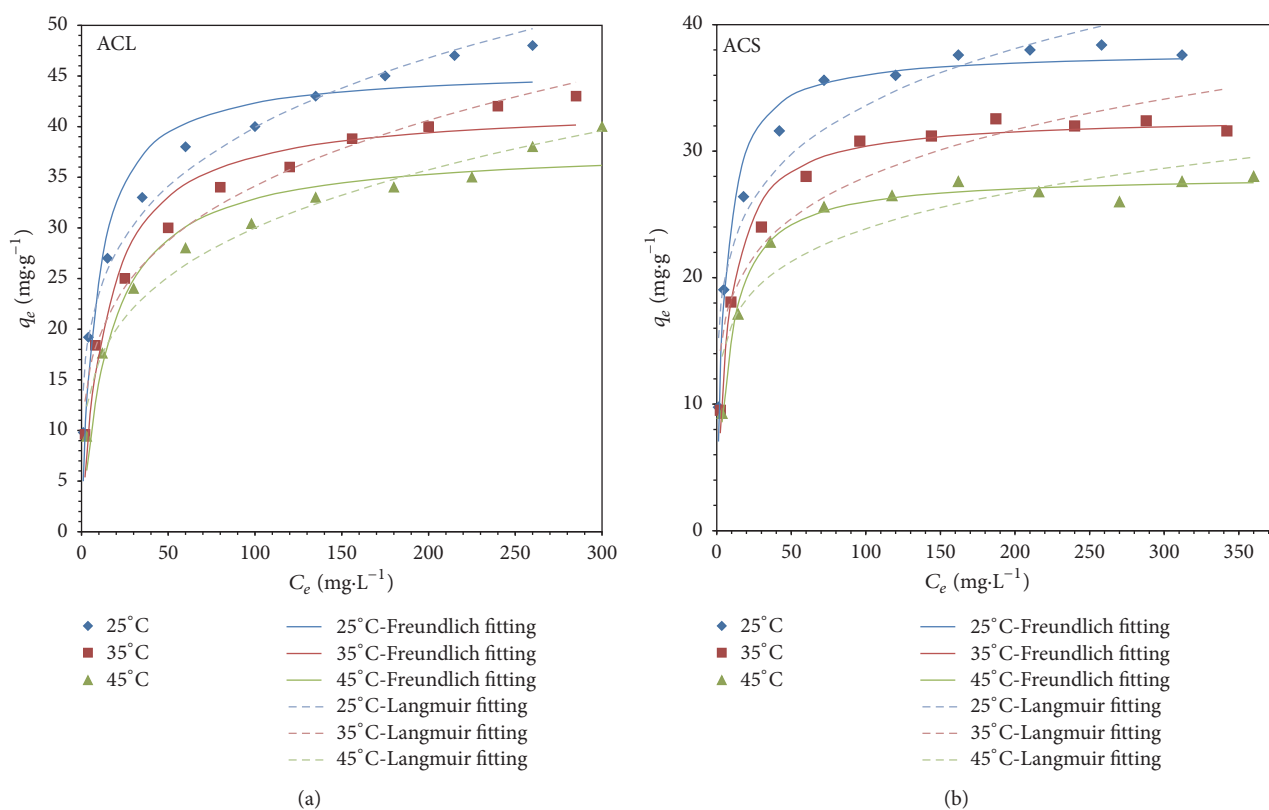 ACL
50
45
40
35
30
25
20
15
10
5
0
qₑ (mg·g⁻¹)
0 50 100 150 200 250 300
Cₑ (mg·L⁻¹)
25°C
35°C
45°C
25°C-Freundlich fitting
35°C-Freundlich fitting
45°C-Freundlich fitting
25°C-Langmuir fitting
35°C-Langmuir fitting
45°C-Langmuir fitting
(a)
ACS
40
30
20
10
0
qₑ (mg·g⁻¹)
0 50 100 150 200 250 300 350
Cₑ (mg·L⁻¹)
25°C
35°C
45°C
25°C-Freundlich fitting
35°C-Freundlich fitting
45°C-Freundlich fitting
25°C-Langmuir fitting
35°C-Langmuir fitting
45°C-Langmuir fitting
(b)